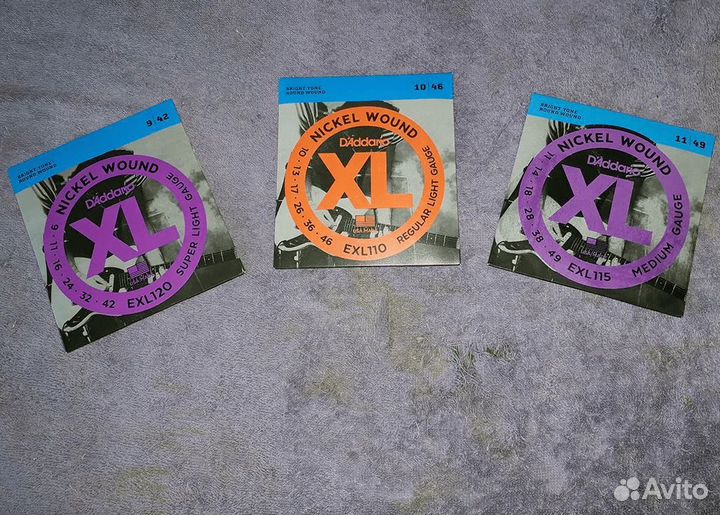 BRIGHT TONE
ROUND WOUND
9|42
NICKEL WOUND
D'Addario
XL
9 · 11 · 16 · 24 · 32 · 42
EXL120
SUPER LIGHT GAUGE
BRIGHT TONE
ROUND WOUND
10|46
NICKEL WOUND
D'Addario
XL
10 · 13 · 17 · 26 · 36 · 46
EXL110
REGULAR LIGHT GAUGE
BRIGHT TONE
ROUND WOUND
11|49
NICKEL WOUND
D'Addario
XL
11 · 14 · 18 · 28 · 38 · 49
EXL115
MEDIUM GAUGE
Avito